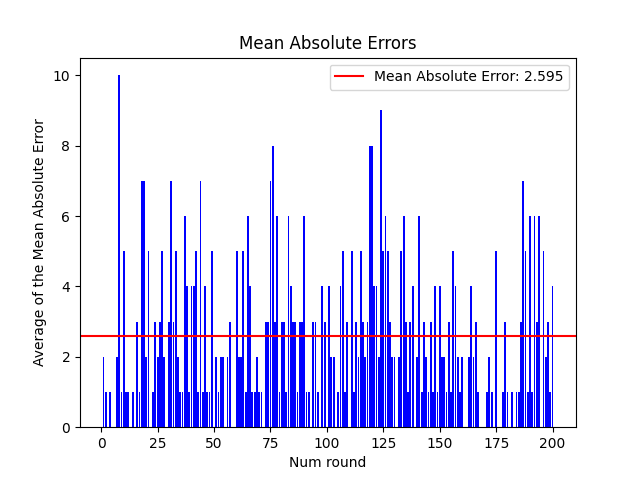 Mean Absolute Errors
Mean Absolute Error: 2.595
Average of the Mean Absolute Error
10
8
6
4
2
0
0 25 50 75 100 125 150 175 200
Num round